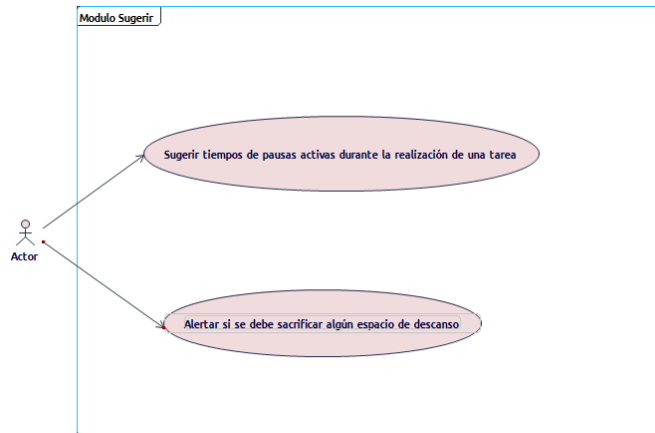 Modulo Sugerir
Sugerir tiempos de pausas activas durante la realización de una tarea
Actor
Alertar si se debe sacrificar algún espacio de descanso